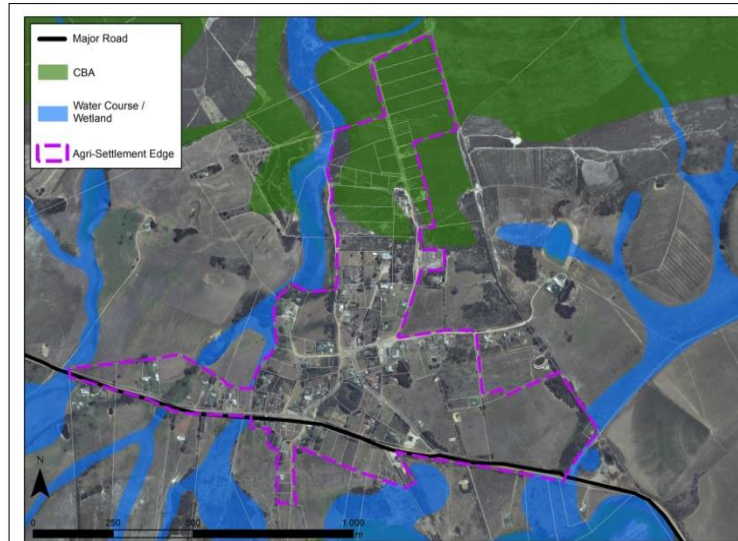 Major Road
CBA
Water Course /
Wetland
Agri-Settlement Edge
N
0 250 500 1 000
m